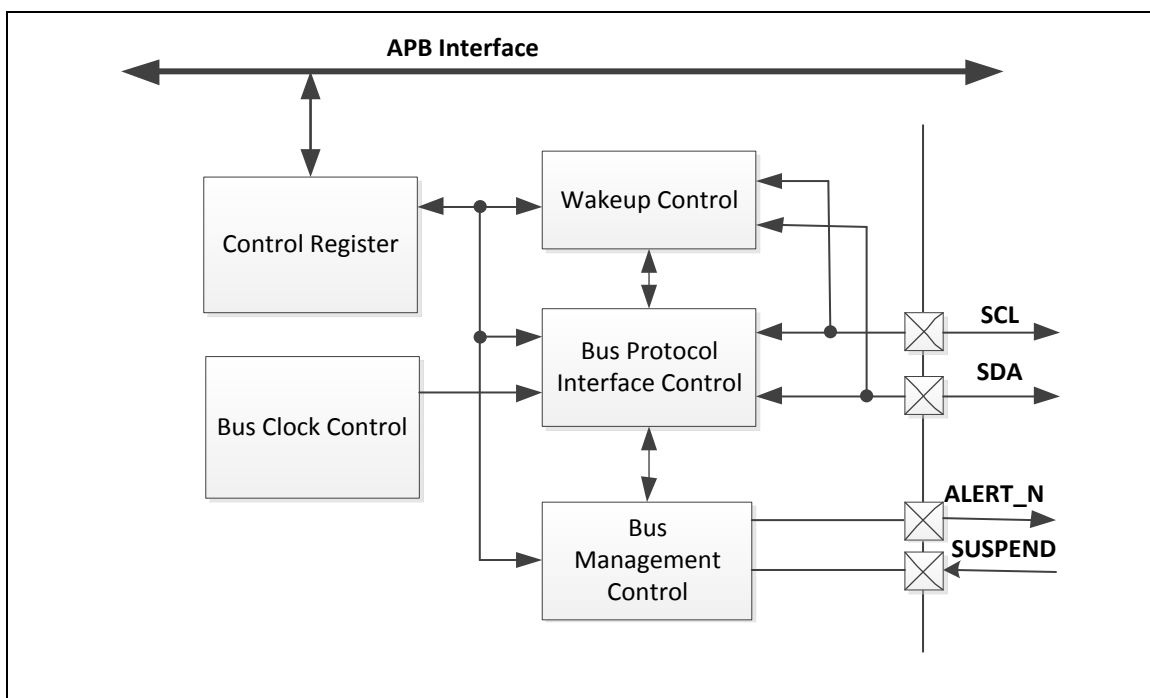 APB Interface
Control Register
Wakeup Control
Bus Protocol
Interface Control
Bus Clock Control
Bus
Management
Control
SCL
SDA
ALERT_N
SUSPEND